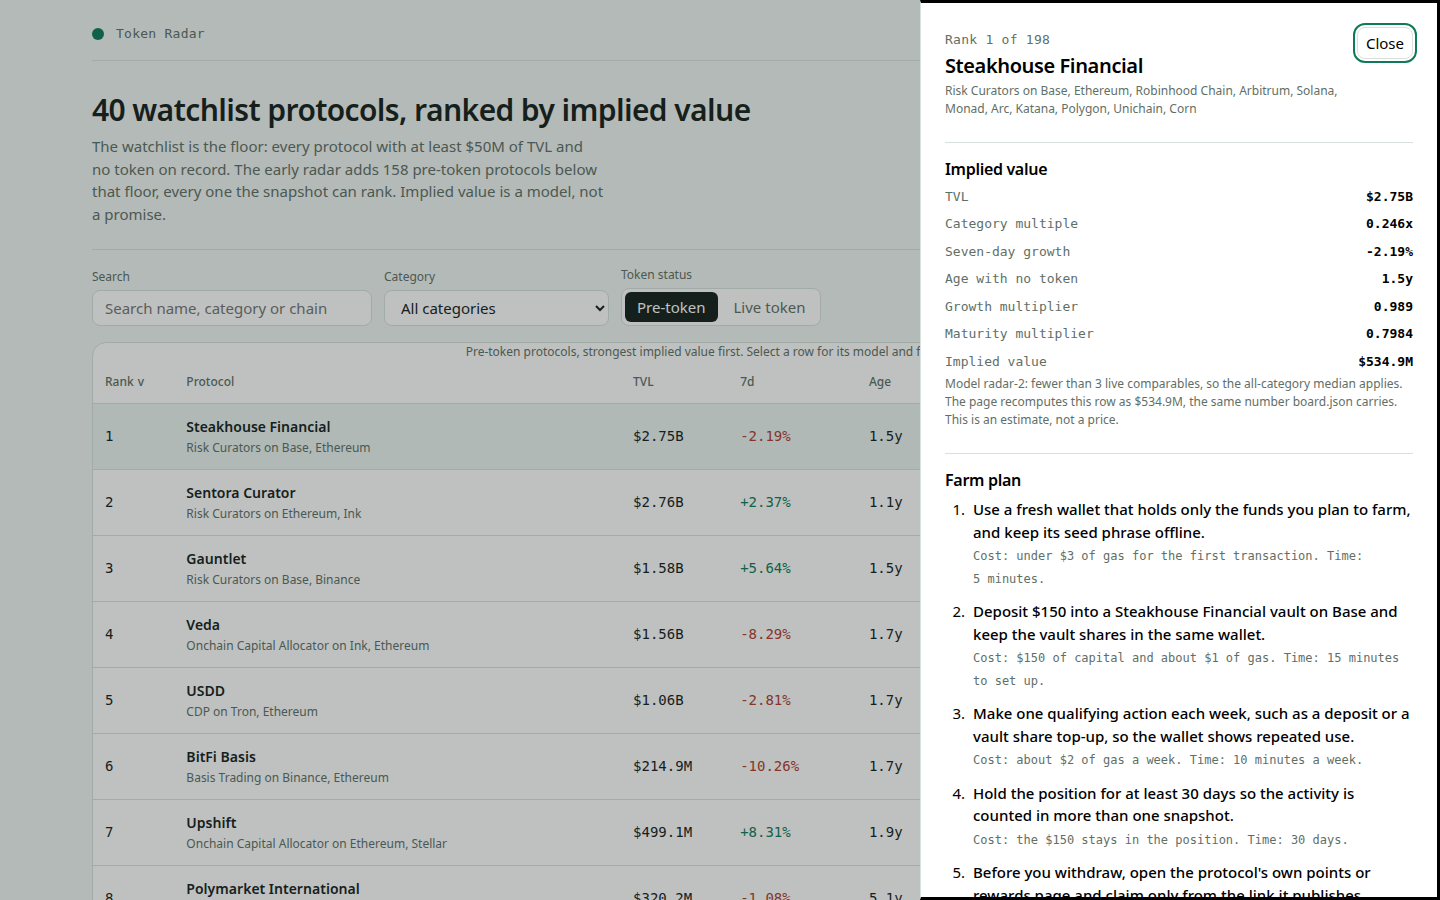 Token Radar
40 watchlist protocols, ranked by implied value
The watchlist is the floor: every protocol with at least $50M of TVL and
no token on record. The early radar adds 158 pre-token protocols below
that floor, every one the snapshot can rank. Implied value is a model, not
a promise.
Search
Category
Token status
Search name, category or chain
All categories
Pre-token
Live token
Pre-token protocols, strongest implied value first. Select a row for its model and f
Rank v
Protocol
TVL
7d
Age
1
Steakhouse Financial
Risk Curators on Base, Ethereum
$2.75B
-2.19%
1.5y
2
Sentora Curator
Risk Curators on Ethereum, Ink
$2.76B
+2.37%
1.1y
3
Gauntlet
Risk Curators on Base, Binance
$1.58B
+5.64%
1.5y
4
Veda
Onchain Capital Allocator on Ink, Ethereum
$1.56B
-8.29%
1.7y
5
USDD
CDP on Tron, Ethereum
$1.06B
-2.81%
1.7y
6
BitFi Basis
Basis Trading on Binance, Ethereum
$214.9M
-10.26%
1.7y
7
Upshift
Onchain Capital Allocator on Ethereum, Stellar
$499.1M
+8.31%
1.9y
8
Polymarket International
$320.2M
-1.08%
5.1y
Rank 1 of 198
Close
Steakhouse Financial
Risk Curators on Base, Ethereum, Robinhood Chain, Arbitrum, Solana,
Monad, Arc, Katana, Polygon, Unichain, Corn
Implied value
TVL
$2.75B
Category multiple
0.246x
Seven-day growth
-2.19%
Age with no token
1.5y
Growth multiplier
0.989
Maturity multiplier
0.7984
Implied value
$534.9M
Model radar-2: fewer than 3 live comparables, so the all-category median applies.
The page recomputes this row as $534.9M, the same number board.json carries.
This is an estimate, not a price.
Farm plan
1. Use a fresh wallet that holds only the funds you plan to farm,
and keep its seed phrase offline.
Cost: under $3 of gas for the first transaction. Time:
5 minutes.
2. Deposit $150 into a Steakhouse Financial vault on Base and
keep the vault shares in the same wallet.
Cost: $150 of capital and about $1 of gas. Time: 15 minutes
to set up.
3. Make one qualifying action each week, such as a deposit or a
vault share top-up, so the wallet shows repeated use.
Cost: about $2 of gas a week. Time: 10 minutes a week.
4. Hold the position for at least 30 days so the activity is
counted in more than one snapshot.
Cost: the $150 stays in the position. Time: 30 days.
5. Before you withdraw, open the protocol's own points or
rewards page and claim only from the link it publishes.